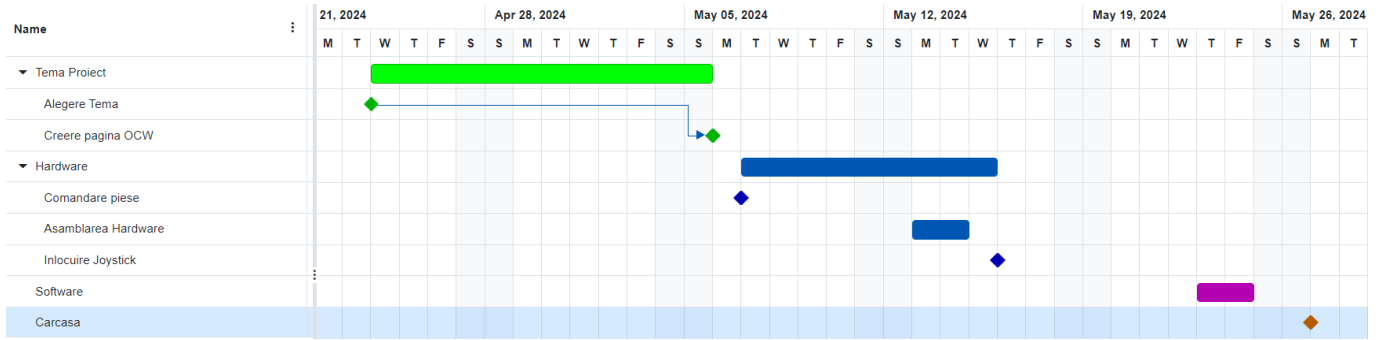 Name
21, 2024 Apr 28, 2024 May 05, 2024 May 12, 2024 May 19, 2024 May 26, 2024
M T W T F S S M T W T F S S M T W T F S S M T W T F S S M T W T F S S M T
Tema Proiect
Alegere Tema
Creere pagina OCW
Hardware
Comandare piese
Asamblarea Hardware
Inlocuire Joystick
Software
Carcasa